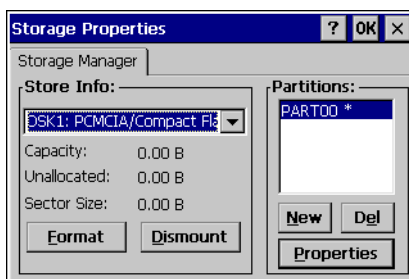 Storage Properties ? OK ×
Storage Manager
Store Info:
DSK1: PCMCIA/Compact Fla
Capacity: 0.00 B
Unallocated: 0.00 B
Sector Size: 0.00 B
Format Dismount
Partitions:
PART00 *
New Del
Properties